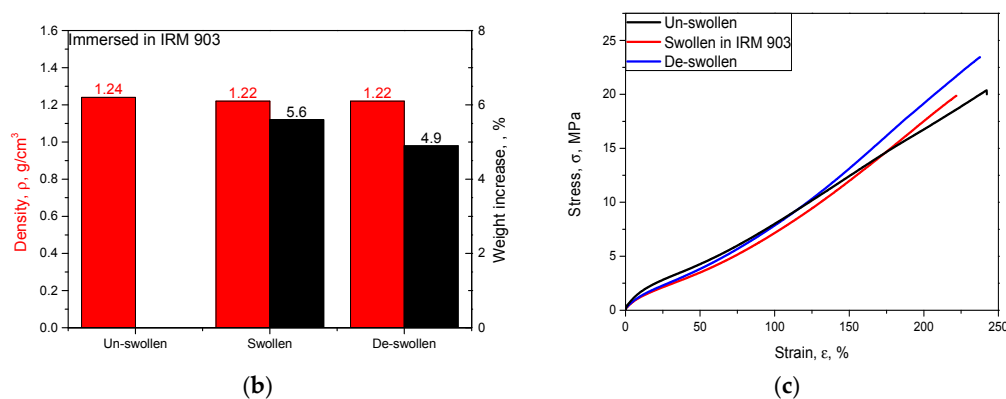 Immersed in IRM 903
Density, ρ, g/cm³
Weight increase, , %
1.6
1.4
1.2
1.0
0.8
0.6
0.4
0.2
0.0
1.24
1.22
5.6
1.22
4.9
8
6
4
2
0
Un-swollen
Swollen
De-swollen
(b)
Un-swollen
Swollen in IRM 903
De-swollen
Stress, σ, MPa
25
20
15
10
5
0
0
50
100
150
200
250
Strain, ε, %
(c)